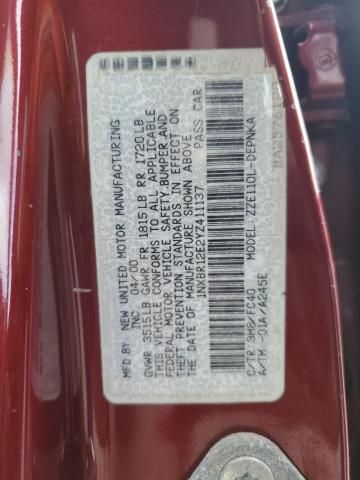 MFD BY: NEW UNITED MOTOR MANUFACTURING
INC 04/00
GVWR 3515LB GAWR FR 1815LB RR 1720LB
THIS VEHICLE CONFORMS TO ALL APPLICABLE
FEDERAL MOTOR VEHICLE SAFETY, BUMPER, AND
THEFT PREVENTION STANDARDS IN EFFECT ON
THE DATE OF MANUFACTURE SHOWN ABOVE
1NXBR12E2YZ411137 PASS CAR
C/TR 3M8/FC40 MODEL:ZZE110L-DEPNKA
A/TM -01A/A245E